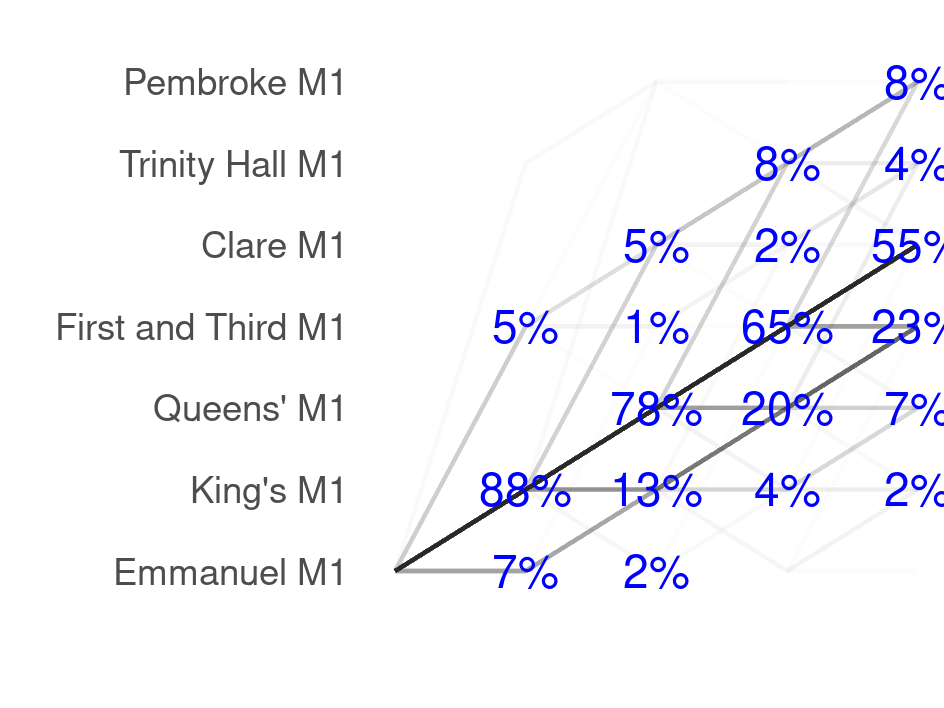 Pembroke M1 8%
Trinity Hall M1 8% 4%
Clare M1 5% 2% 55%
First and Third M1 5% 1% 65% 23%
Queens' M1 78% 20% 7%
King's M1 88% 13% 4% 2%
Emmanuel M1 7% 2%